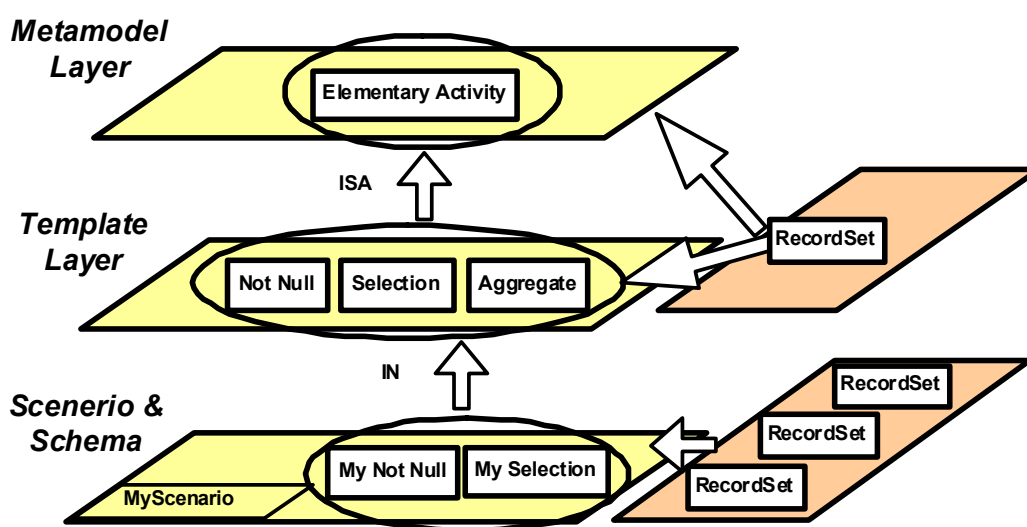 Metamodel
Layer
Elementary Activity
ISA
Template
Layer
Not Null
Selection
Aggregate
RecordSet
IN
Scenerio &
Schema
My Not Null
My Selection
MyScenario
RecordSet
RecordSet
RecordSet